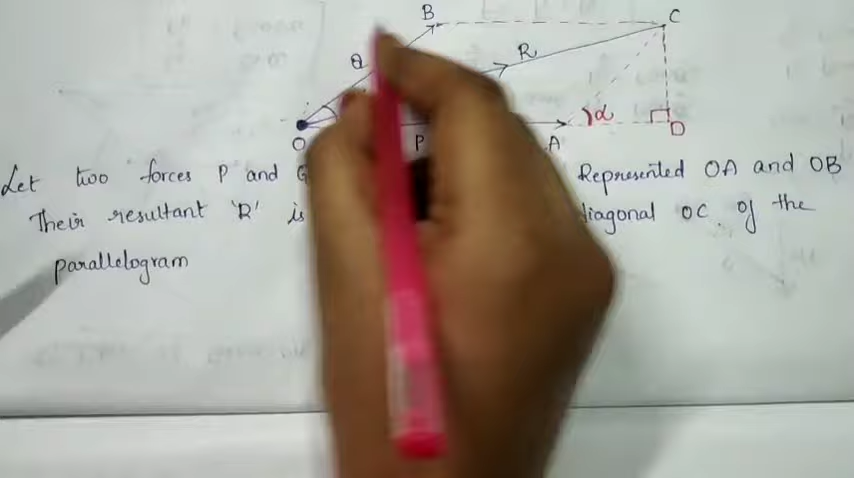 B C
Q R
α
D
O P A
Let two forces P and Represented OA and OB
Their resultant 'R' is diagonal OC of the
parallelogram